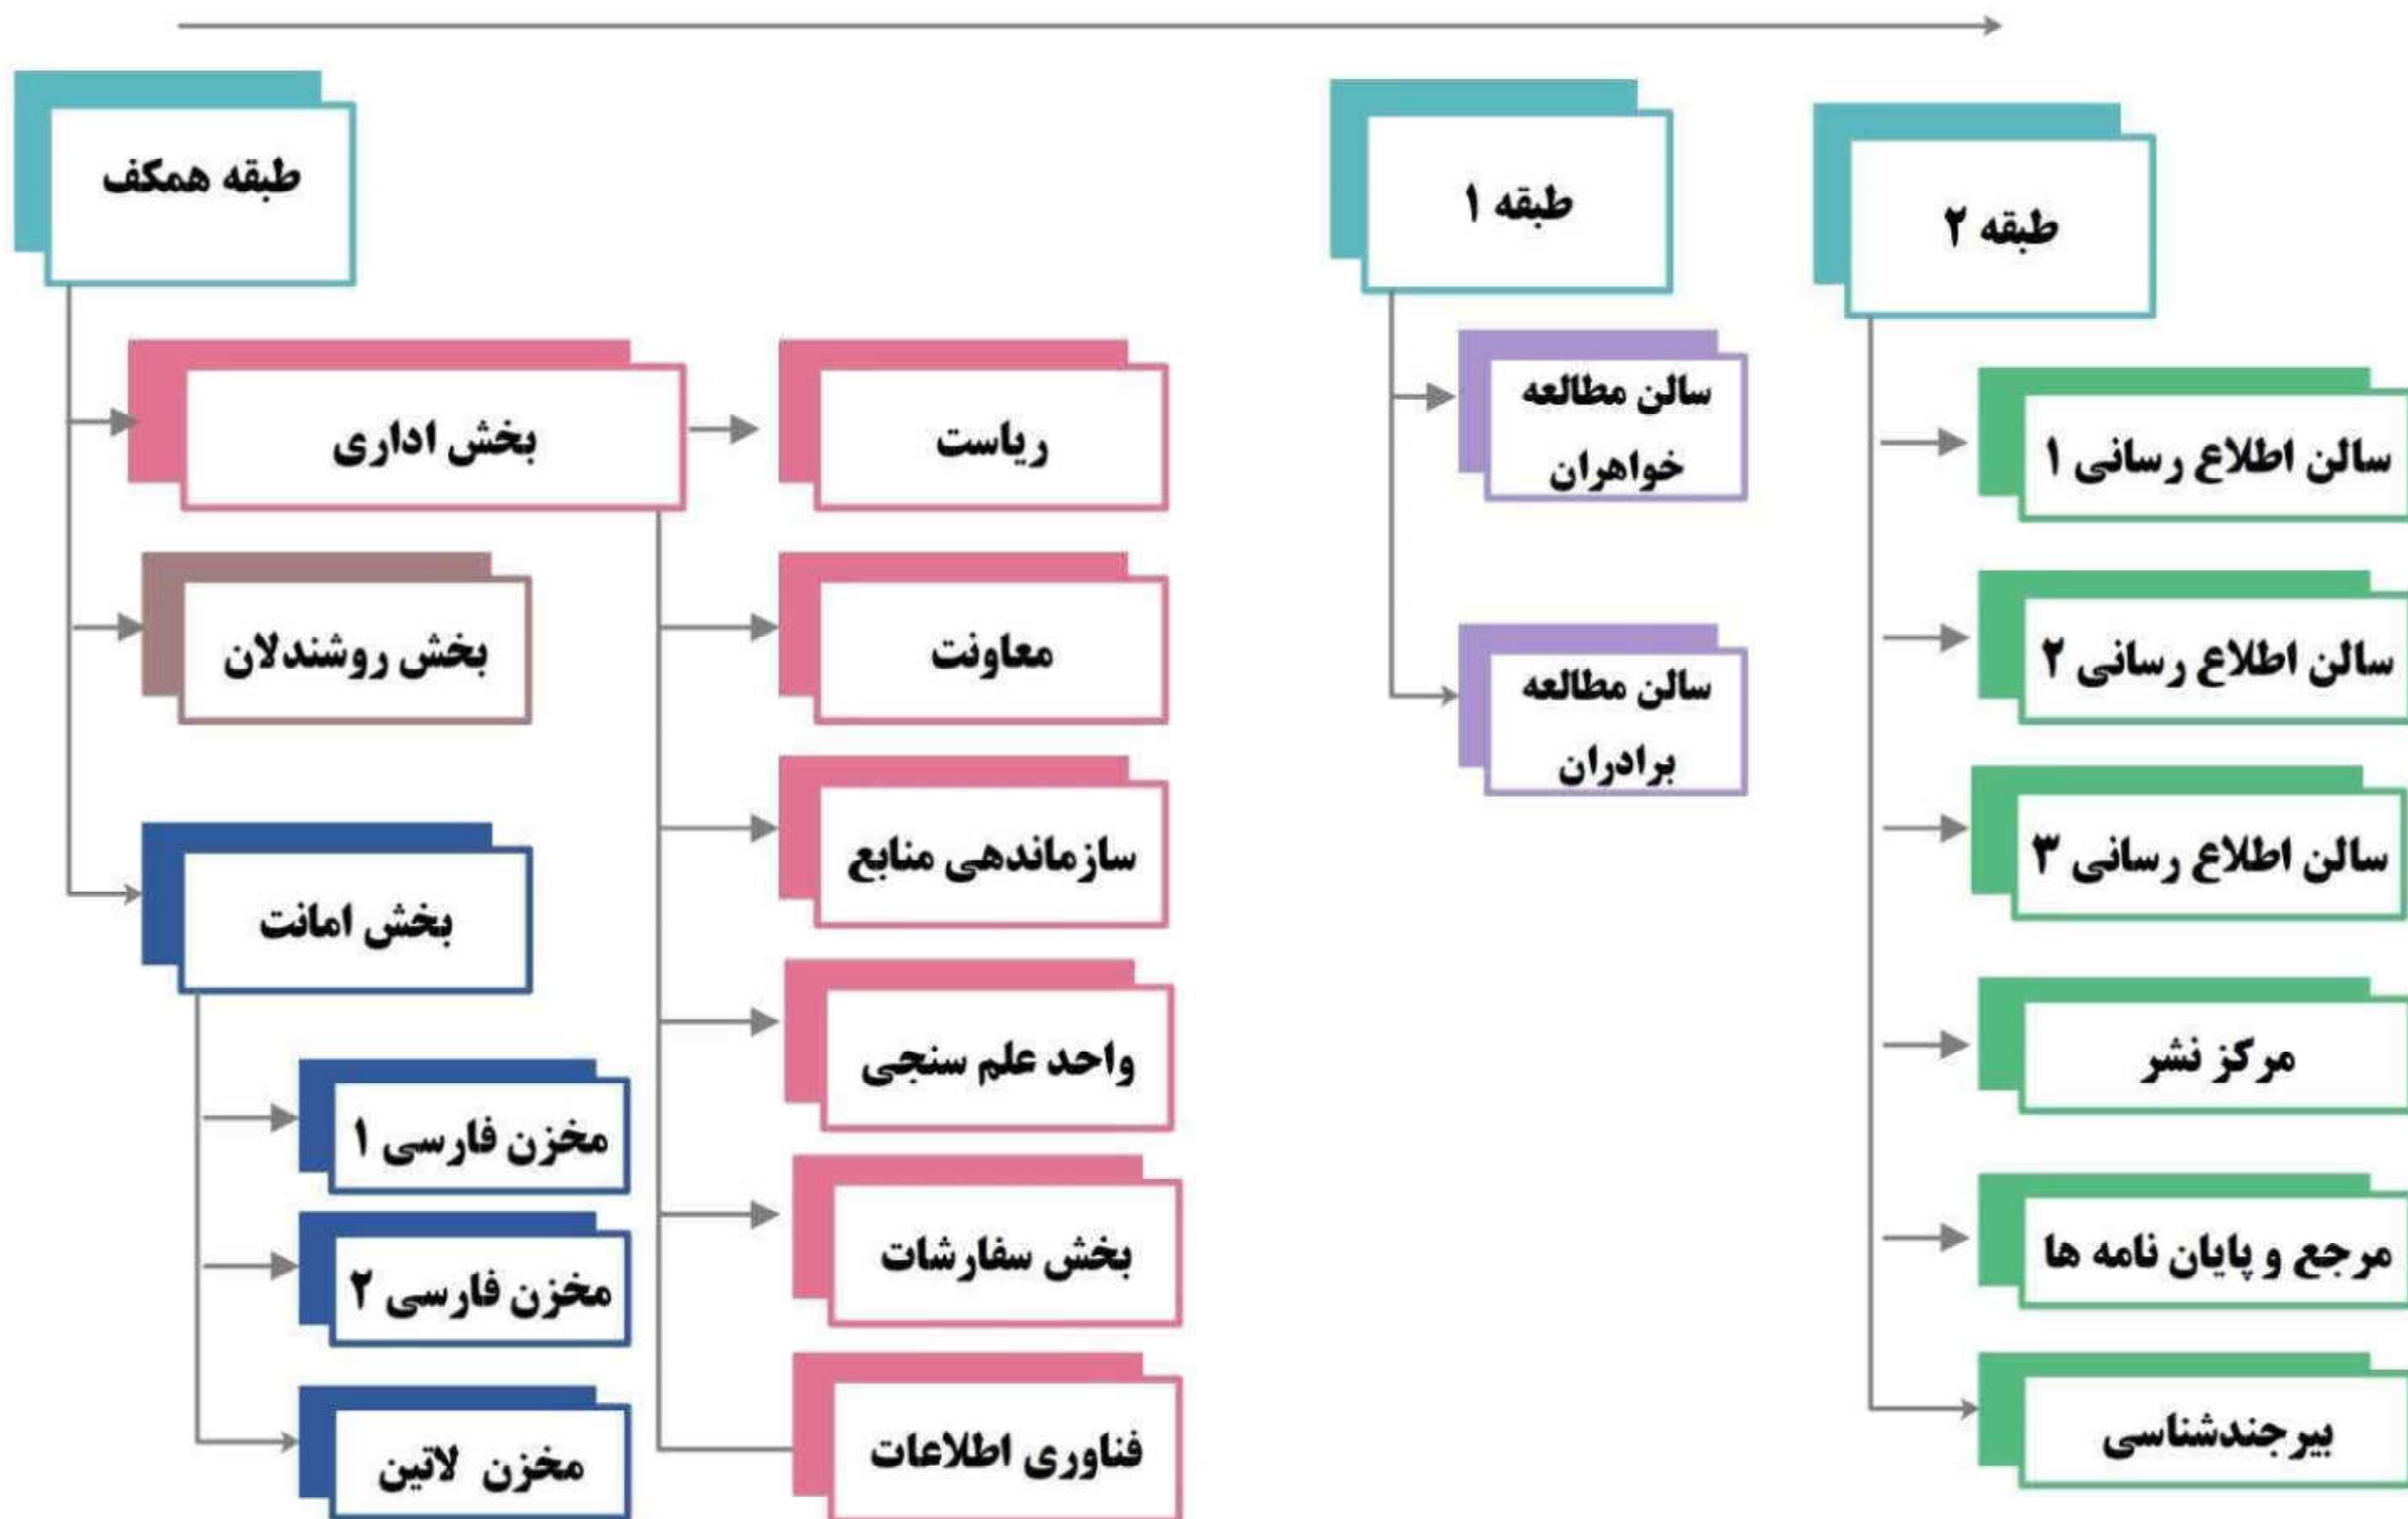 طبقه همکف
بخش اداری
ریاست
معاونت
سازماندهی منابع
واحد علم سنجی
بخش سفارشات
فناوری اطلاعات
بخش روشندلان
بخش امانت
مخزن فارسی ۱
مخزن فارسی ۲
مخزن لاتین
طبقه ۱
سالن مطالعه
خواهران
سالن مطالعه
برادران
طبقه ۲
سالن اطلاع رسانی ۱
سالن اطلاع رسانی ۲
سالن اطلاع رسانی ۳
مرکز نشر
مرجع و پایان نامه ها
بیرجندشناسی